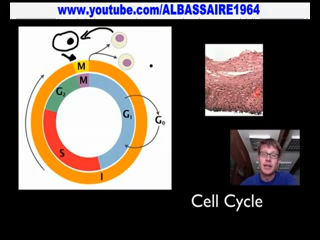 www.youtube.com/ALBASSAIRE1964
M
M
G2
G1
G0
S
I
Cell Cycle